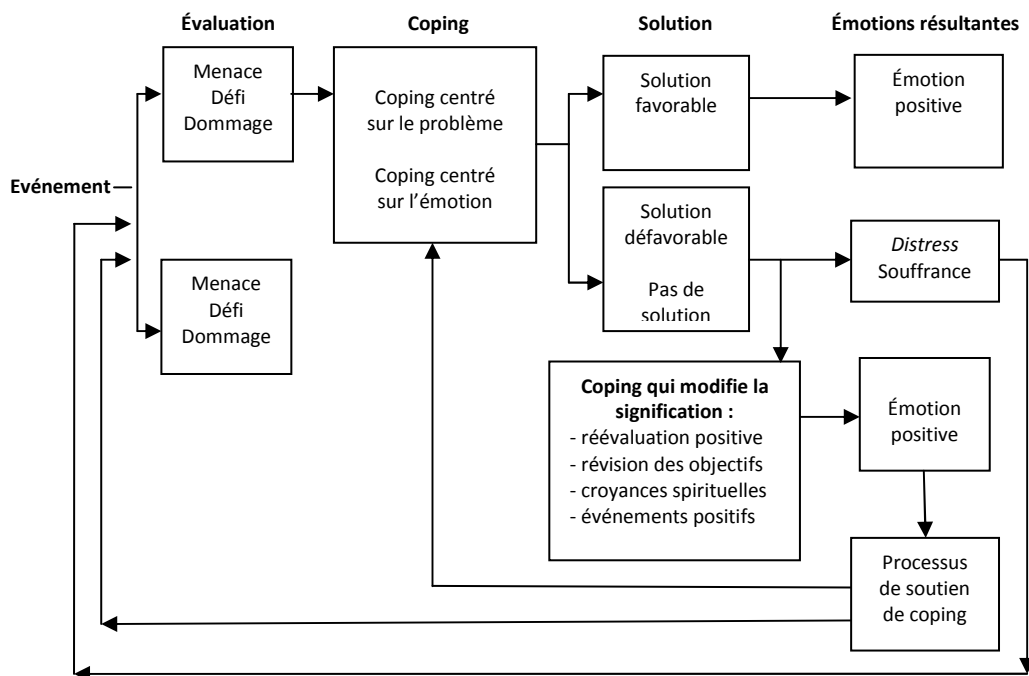 Évaluation
Coping
Solution
Émotions résultantes
Menace
Défi
Dommage
Coping centré
sur le problème
Coping centré
sur l'émotion
Solution
favorable
Émotion
positive
Evénement
Menace
Défi
Dommage
Solution
défavorable
Pas de
solution
Distress
Souffrance
Coping qui modifie la
signification :
- réévaluation positive
- révision des objectifs
- croyances spirituelles
- événements positifs
Émotion
positive
Processus
de soutien
de coping